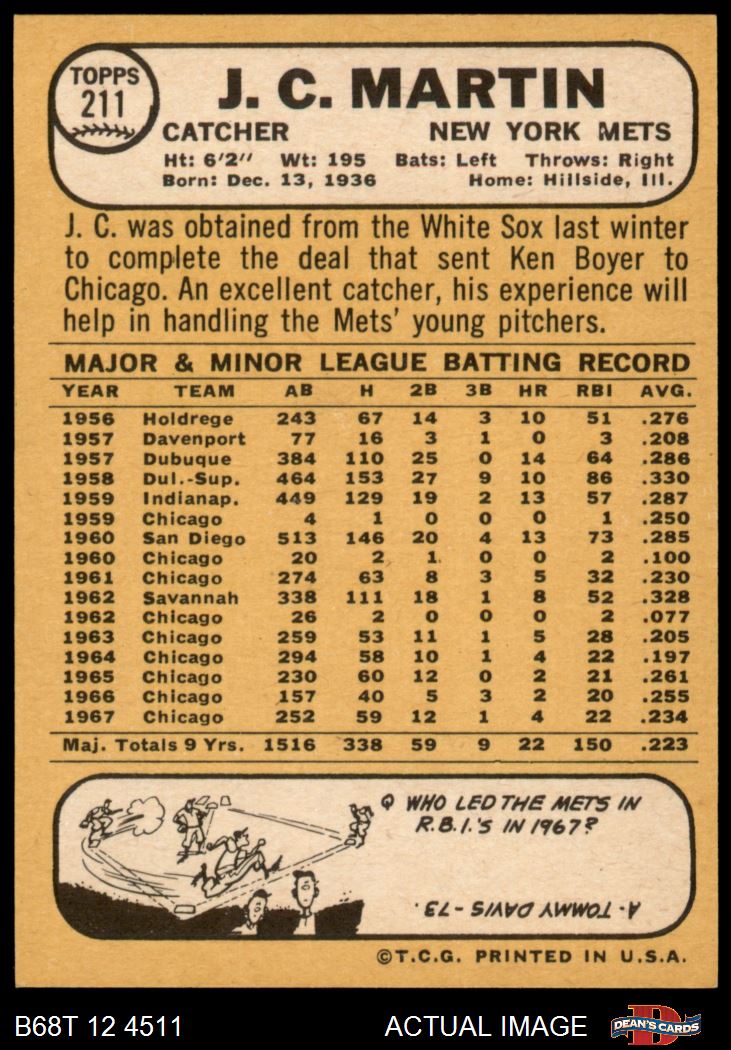 TOPPS
211
J. C. MARTIN
CATCHER NEW YORK METS
Ht: 6'2" Wt: 195 Bats: Left Throws: Right
Born: Dec. 13, 1936 Home: Hillside, Ill.
J. C. was obtained from the White Sox last winter
to complete the deal that sent Ken Boyer to
Chicago. An excellent catcher, his experience will
help in handling the Mets' young pitchers.
MAJOR & MINOR LEAGUE BATTING RECORD
YEAR TEAM AB H 2B 3B HR RBI AVG.
1956 Holdrege 243 67 14 3 10 51 .276
1957 Davenport 77 16 3 1 0 3 .208
1957 Dubuque 384 110 25 0 14 64 .286
1958 Dul.-Sup. 464 153 27 9 10 86 .330
1959 Indianap. 449 129 19 2 13 57 .287
1959 Chicago 4 1 0 0 0 1 .250
1960 San Diego 513 146 20 4 13 73 .285
1960 Chicago 20 2 1 0 0 2 .100
1961 Chicago 274 63 8 3 5 32 .230
1962 Savannah 338 111 18 1 8 52 .328
1962 Chicago 26 2 0 0 0 2 .077
1963 Chicago 259 53 11 1 5 28 .205
1964 Chicago 294 58 10 1 4 22 .197
1965 Chicago 230 60 12 0 2 21 .261
1966 Chicago 157 40 5 3 2 20 .255
1967 Chicago 252 59 12 1 4 22 .234
Maj. Totals 9 Yrs. 1516 338 59 9 22 150 .223
Q WHO LED THE METS IN
R.B.I.'S IN 1967?
A- TOMMY DAVIS - 73.
©T.C.G. PRINTED IN U.S.A.
B68T 12 4511 ACTUAL IMAGE
D
DEAN'S CARDS